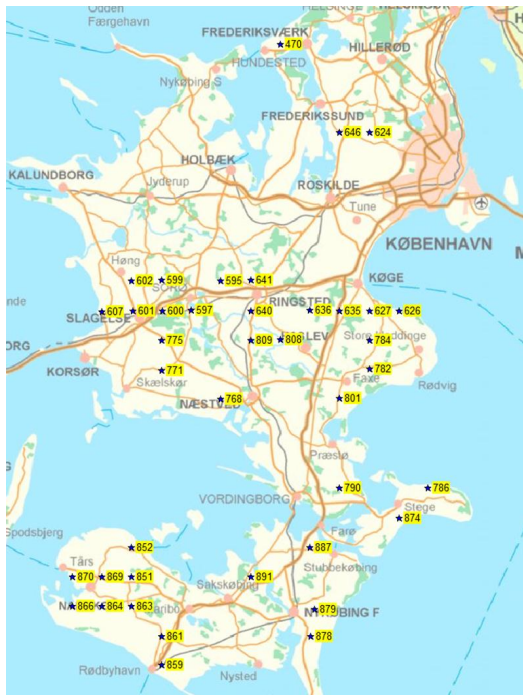 Odden
Færgehavn
HELSINGE
FREDERIKSVÆRK
470
HUNDESTED
HILLERØD
Nykøbing S
FREDERIKSSUND
646
624
HOLBÆK
KALUNDBORG
Jyderup
ROSKILDE
Tune
KØBENHAVN
Høng
602
599
595
641
KØGE
SORØ
RINGSTED
607
601
600
597
640
636
635
627
626
SLAGELSE
775
809
808
784
KORSØR
771
782
Skælskør
Faxe
Rødvig
768
801
NÆSTVED
Præstø
790
786
VORDINGBORG
Stege
874
Farø
Spodsbjerg
852
887
Tårs
Stubbekøbing
870
869
851
891
Sakskøbing
866
864
863
879
NYKØBING F
861
878
859
Rødbyhavn
Nysted